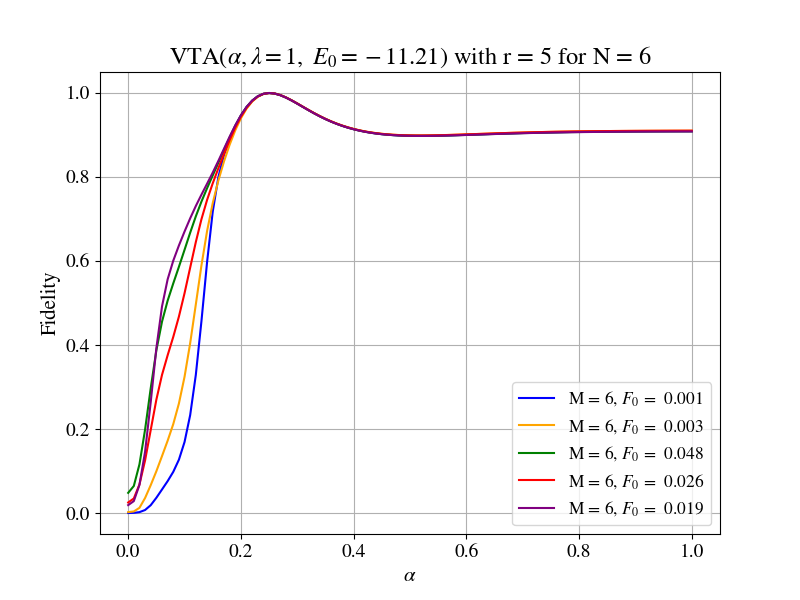 VTA(α, λ = 1, E₀ = −11.21) with r = 5 for N = 6
Fidelity
1.0
0.8
0.6
0.4
0.2
0.0
M = 6, F₀ = 0.001
M = 6, F₀ = 0.003
M = 6, F₀ = 0.048
M = 6, F₀ = 0.026
M = 6, F₀ = 0.019
0.0 0.2 0.4 0.6 0.8 1.0
α